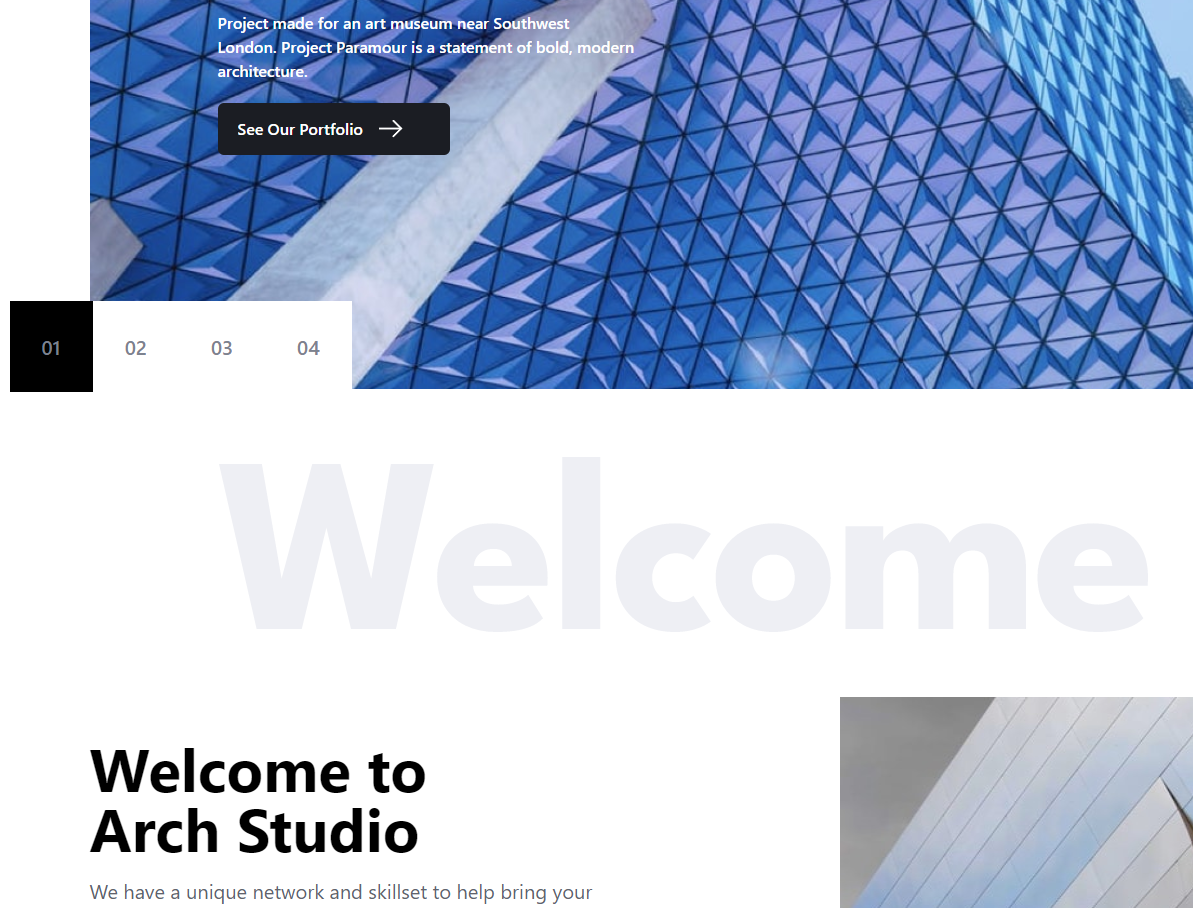 Project made for an art museum near Southwest
London. Project Paramour is a statement of bold, modern
architecture.
See Our Portfolio
01 02 03 04
Welcome
Welcome to
Arch Studio
We have a unique network and skillset to help bring your